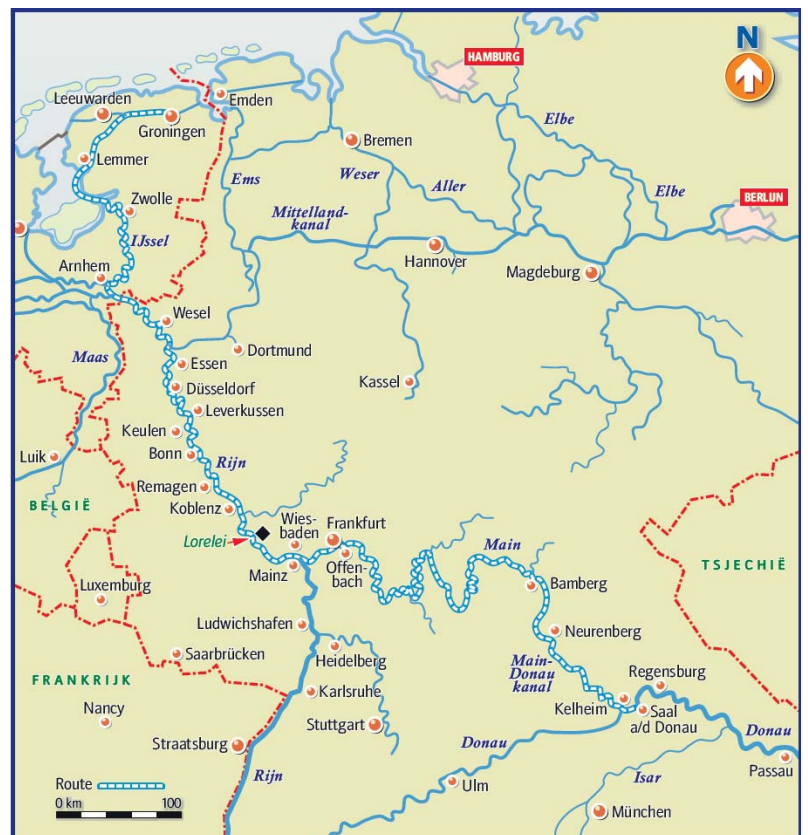 N
HAMBURG
Leeuwarden
Emden
Groningen
Elbe
Lemmer
Bremen
Weser
Aller
Ems
Elbe
Zwolle
Mittelland-
kanal
BERLIJN
IJssel
Hannover
Arnhem
Magdeburg
Wesel
Maas
Dortmund
Essen
Kassel
Düsseldorf
Leverkussen
Keulen
Luik
Bonn
Rijn
Remagen
BELGIË
Koblenz
Wies-
baden
Frankfurt
Lorelei
Main
Mainz
Offen-
bach
TSJECHIË
Luxemburg
Bamberg
Ludwichshafen
Neurenberg
Saarbrücken
Heidelberg
Main-
Donau
kanal
Regensburg
FRANKRIJK
Karlsruhe
Kelheim
Saal
a/d Donau
Nancy
Stuttgart
Straatsburg
Donau
Donau
Passau
Route
Rijn
Ulm
Isar
0 km
100
München